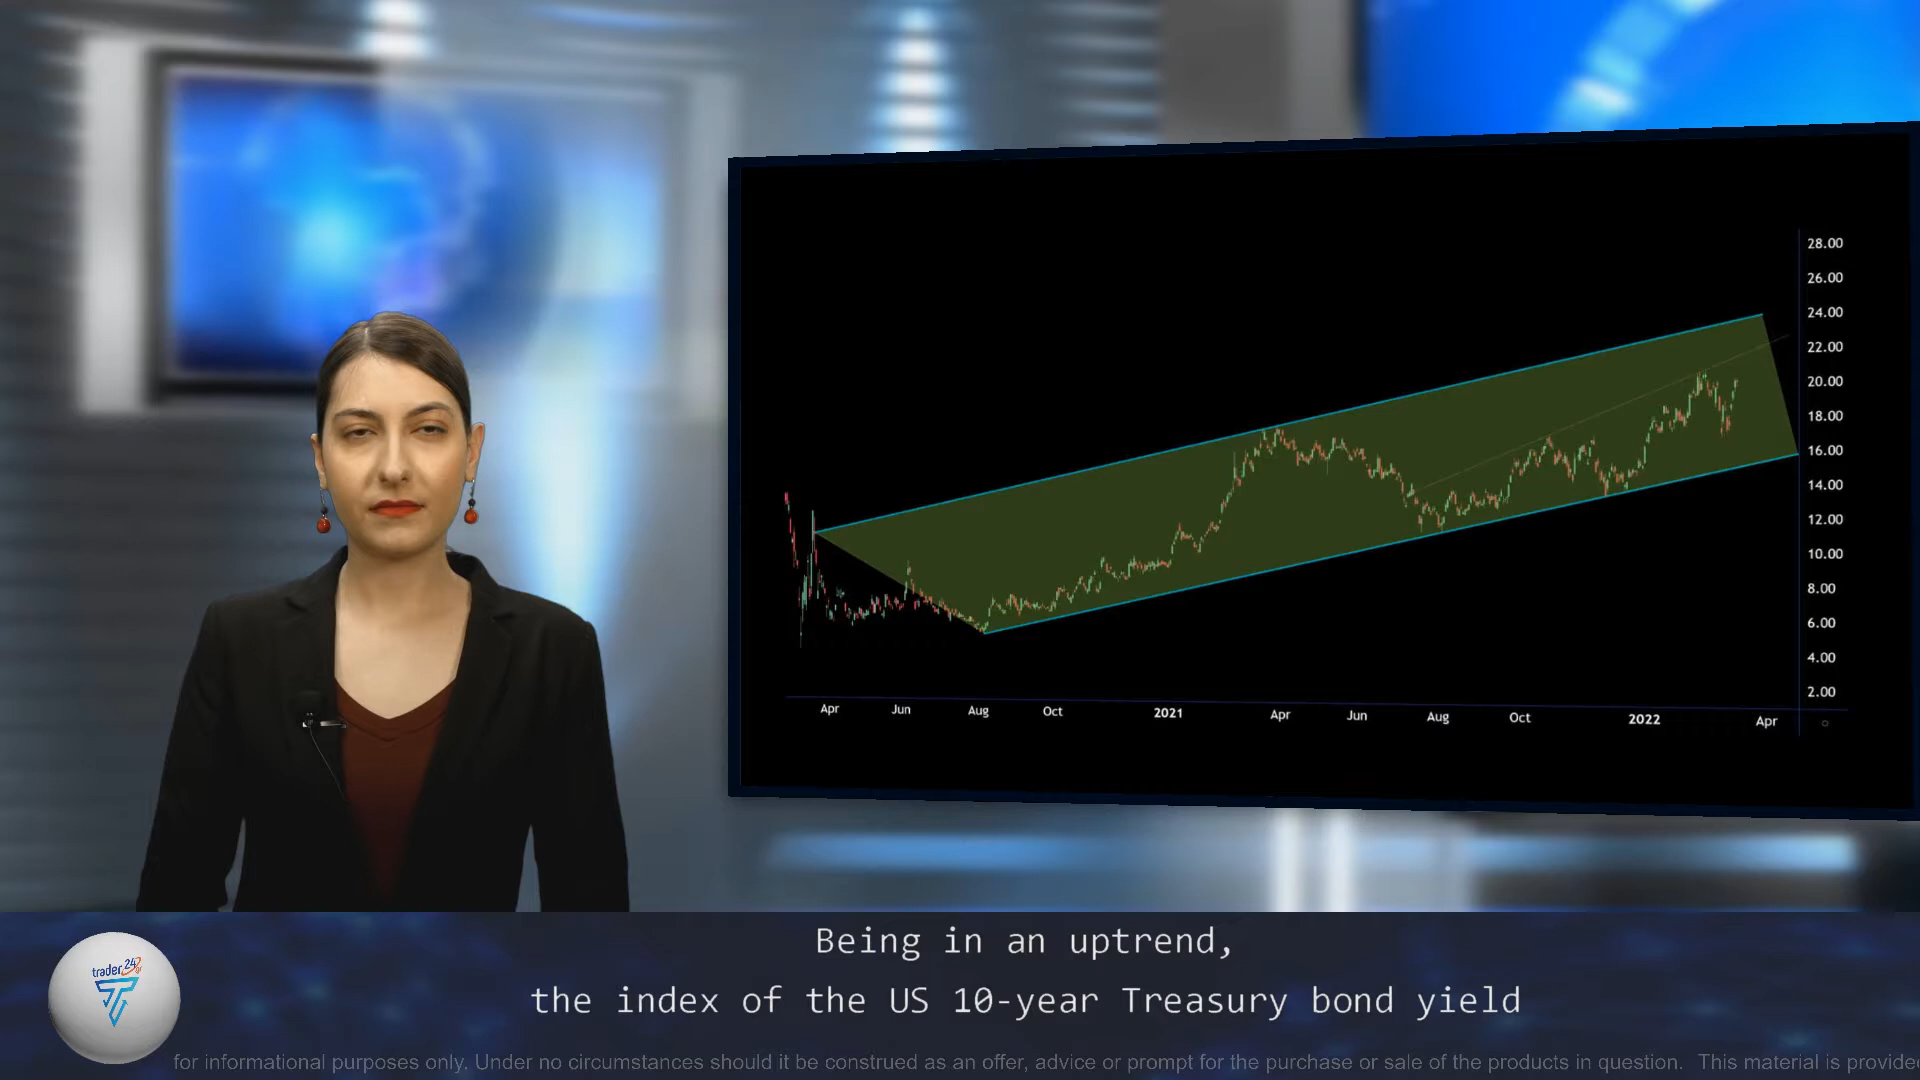 28.00
26.00
24.00
22.00
20.00
18.00
16.00
14.00
12.00
10.00
8.00
6.00
4.00
2.00
Apr Jun Aug Oct 2021 Apr Jun Aug Oct 2022 Apr
Being in an uptrend,
the index of the US 10-year Treasury bond yield
trader 24
for informational purposes only. Under no circumstances should it be construed as an offer, advice or prompt for the purchase or sale of the products in question. This material is provide